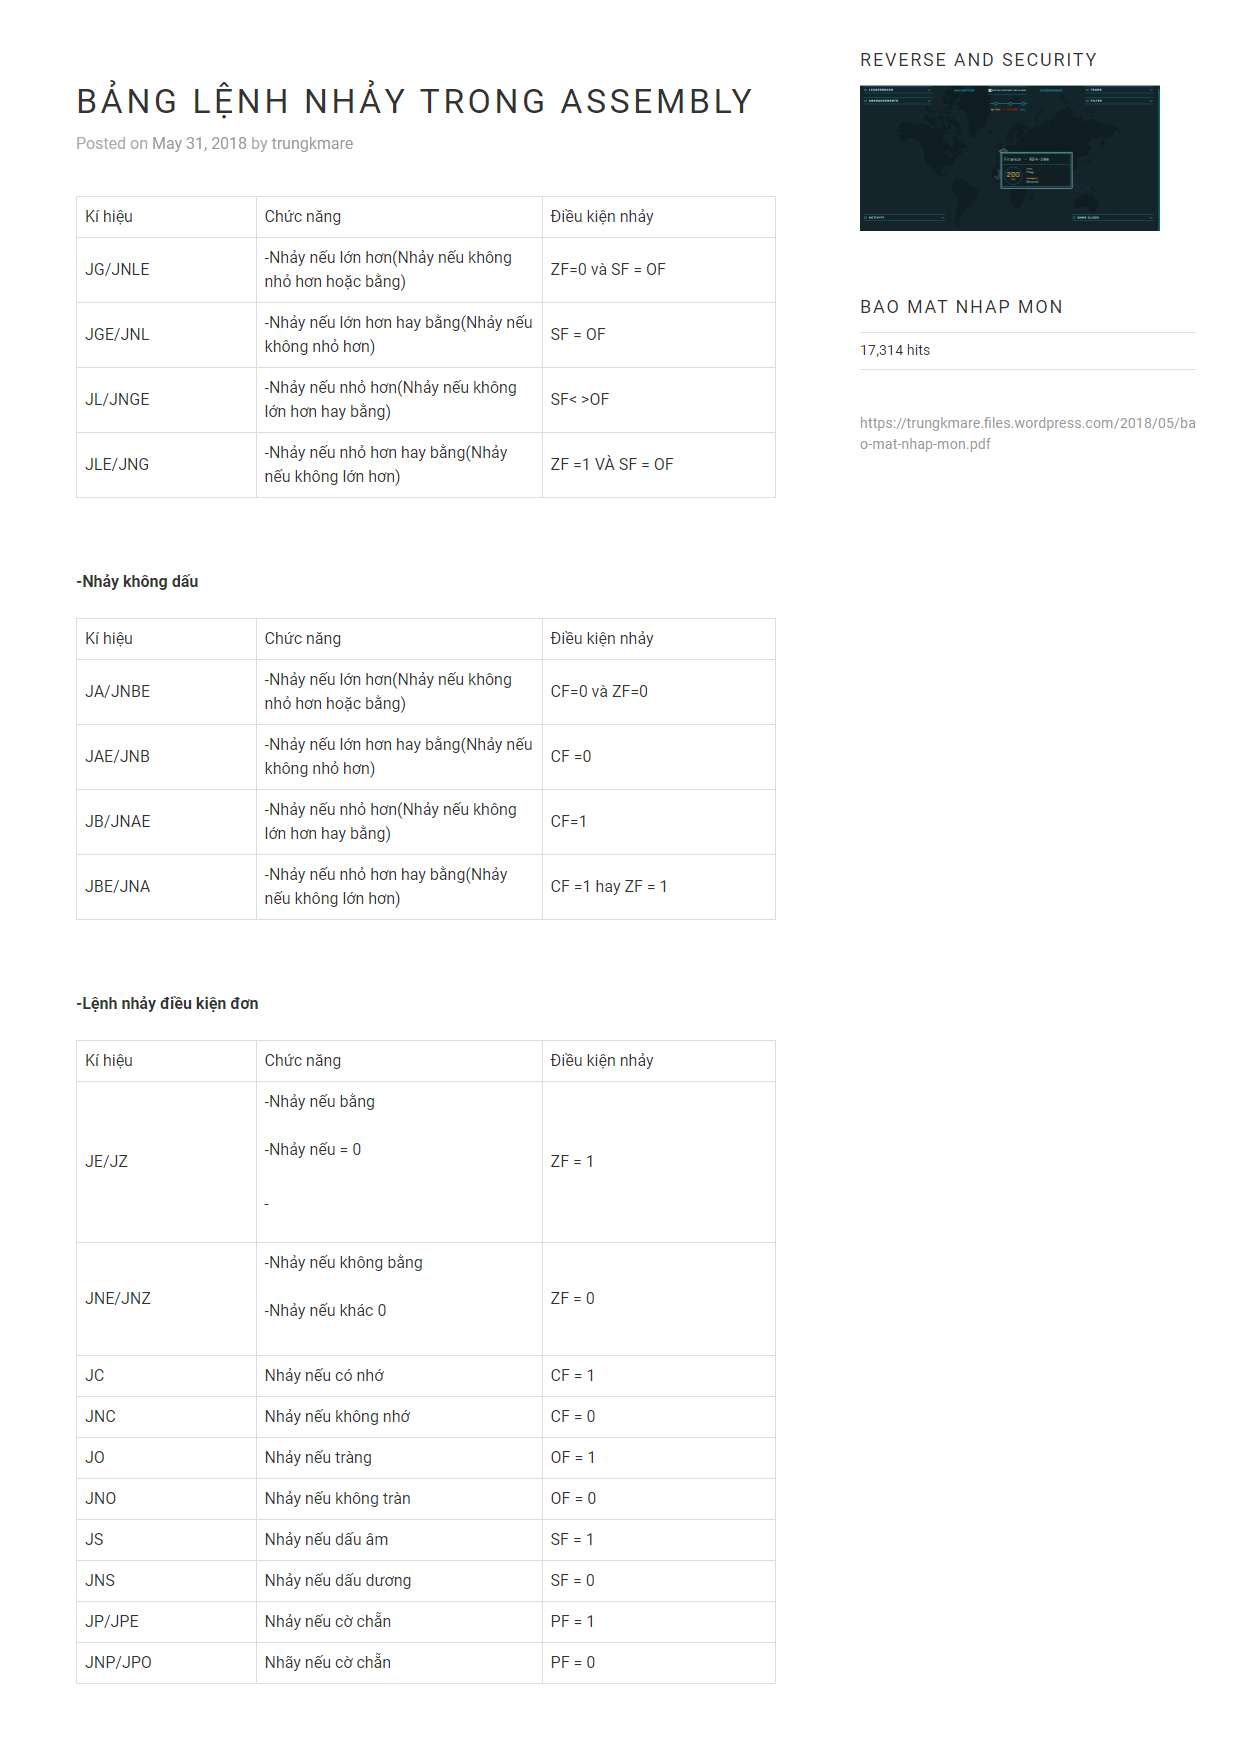 BẢNG LỆNH NHẢY TRONG ASSEMBLY
Posted on May 31, 2018 by trungkmare
Kí hiệu Chức năng Điều kiện nhảy
JG/JNLE -Nhảy nếu lớn hơn(Nhảy nếu không nhỏ hơn hoặc bằng) ZF=0 và SF = OF
JGE/JNL -Nhảy nếu lớn hơn hay bằng(Nhảy nếu không nhỏ hơn) SF = OF
JL/JNGE -Nhảy nếu nhỏ hơn(Nhảy nếu không lớn hơn hay bằng) SF< >OF
JLE/JNG -Nhảy nếu nhỏ hơn hay bằng(Nhảy nếu không lớn hơn) ZF =1 VÀ SF = OF
-Nhảy không dấu
Kí hiệu Chức năng Điều kiện nhảy
JA/JNBE -Nhảy nếu lớn hơn(Nhảy nếu không nhỏ hơn hoặc bằng) CF=0 và ZF=0
JAE/JNB -Nhảy nếu lớn hơn hay bằng(Nhảy nếu không nhỏ hơn) CF =0
JB/JNAE -Nhảy nếu nhỏ hơn(Nhảy nếu không lớn hơn hay bằng) CF=1
JBE/JNA -Nhảy nếu nhỏ hơn hay bằng(Nhảy nếu không lớn hơn) CF =1 hay ZF = 1
-Lệnh nhảy điều kiện đơn
Kí hiệu Chức năng Điều kiện nhảy
JE/JZ -Nhảy nếu bằng
-Nhảy nếu = 0
-
ZF = 1
JNE/JNZ -Nhảy nếu không bằng
-Nhảy nếu khác 0
ZF = 0
JC Nhảy nếu có nhớ CF = 1
JNC Nhảy nếu không nhớ CF = 0
JO Nhảy nếu tràng OF = 1
JNO Nhảy nếu không tràn OF = 0
JS Nhảy nếu dấu âm SF = 1
JNS Nhảy nếu dấu dương SF = 0
JP/JPE Nhảy nếu cờ chẵn PF = 1
JNP/JPO Nhãy nếu cờ chẵn PF = 0
REVERSE AND SECURITY
LEADERBOARD
ANNOUNCEMENTS
TEAMS
FILTER
France - RE4-200
200
ACTIVITY
GAME CLOCK
BAO MAT NHAP MON
17,314 hits
https://trungkmare.files.wordpress.com/2018/05/ba
o-mat-nhap-mon.pdf